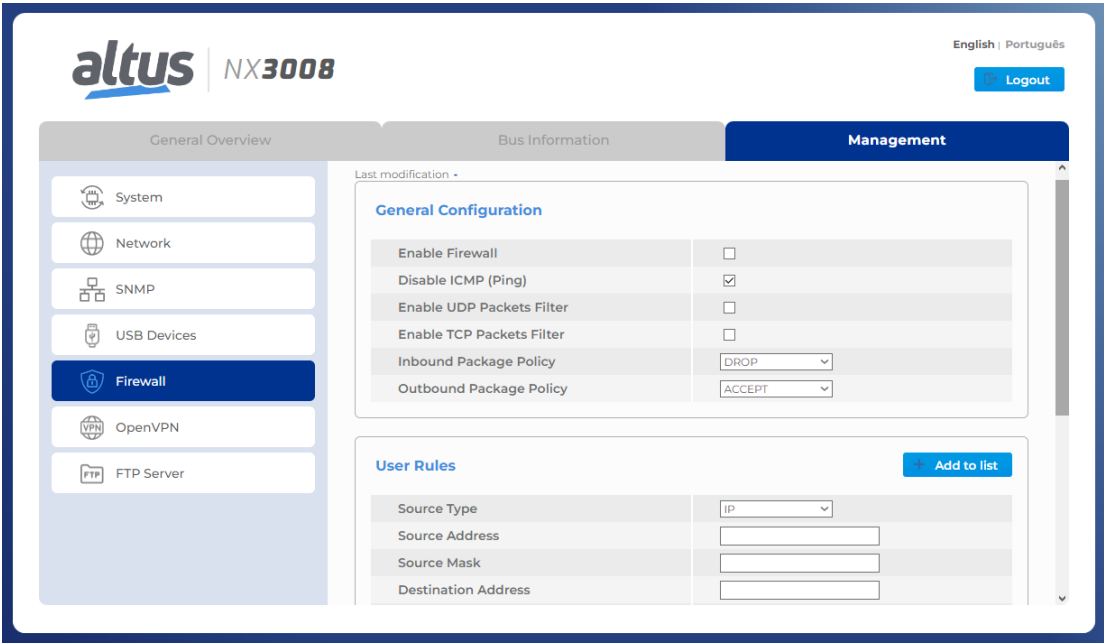 English | Português
altus | NX3008
Logout
General Overview
Bus Information
Management
System
Network
SNMP
USB Devices
Firewall
VPN OpenVPN
FTP FTP Server
Last modification -
General Configuration
Enable Firewall
Disable ICMP (Ping)
Enable UDP Packets Filter
Enable TCP Packets Filter
Inbound Package Policy DROP
Outbound Package Policy ACCEPT
User Rules
+ Add to list
Source Type IP
Source Address
Source Mask
Destination Address